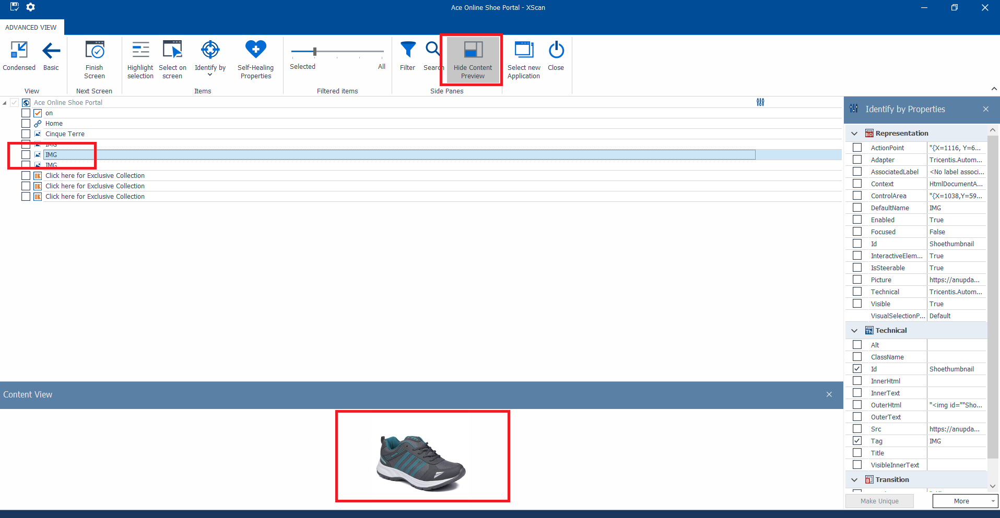 Ace Online Shoe Portal - XScan
ADVANCED VIEW
Condensed
Basic
View
Finish
Screen
Next Screen
Highlight
selection
Select on
screen
Identify by
Self-Healing
Properties
Items
Selected
All
Filtered items
Filter
Search
Hide Content
Preview
Side Panes
Select new
Application
Close
Ace Online Shoe Portal
on
Home
Cinque Terre
IMG
IMG
IMG
OK Click here for Exclusive Collection
OK Click here for Exclusive Collection
OK Click here for Exclusive Collection
Content View
Identify by Properties
Representation
ActionPoint "{X=1116, Y=6...
Adapter Tricentis.Autom...
AssociatedLabel <No label associ...
Context HtmlDocumentA...
ControlArea "{X=1038,Y=59...
DefaultName IMG
Enabled True
Focused False
Id Shoethumbnail
InteractiveElem... True
IsSteerable True
Picture https://anupda...
Technical Tricentis.Autom...
Visible True
VisualSelectionP... Default
Technical
Alt
ClassName
Id Shoethumbnail
InnerHtml
InnerText
OuterHtml "<img id=""Sho...
OuterText
Src https://anupda...
Tag IMG
Title
VisibleInnerText
Transition
Make Unique
More